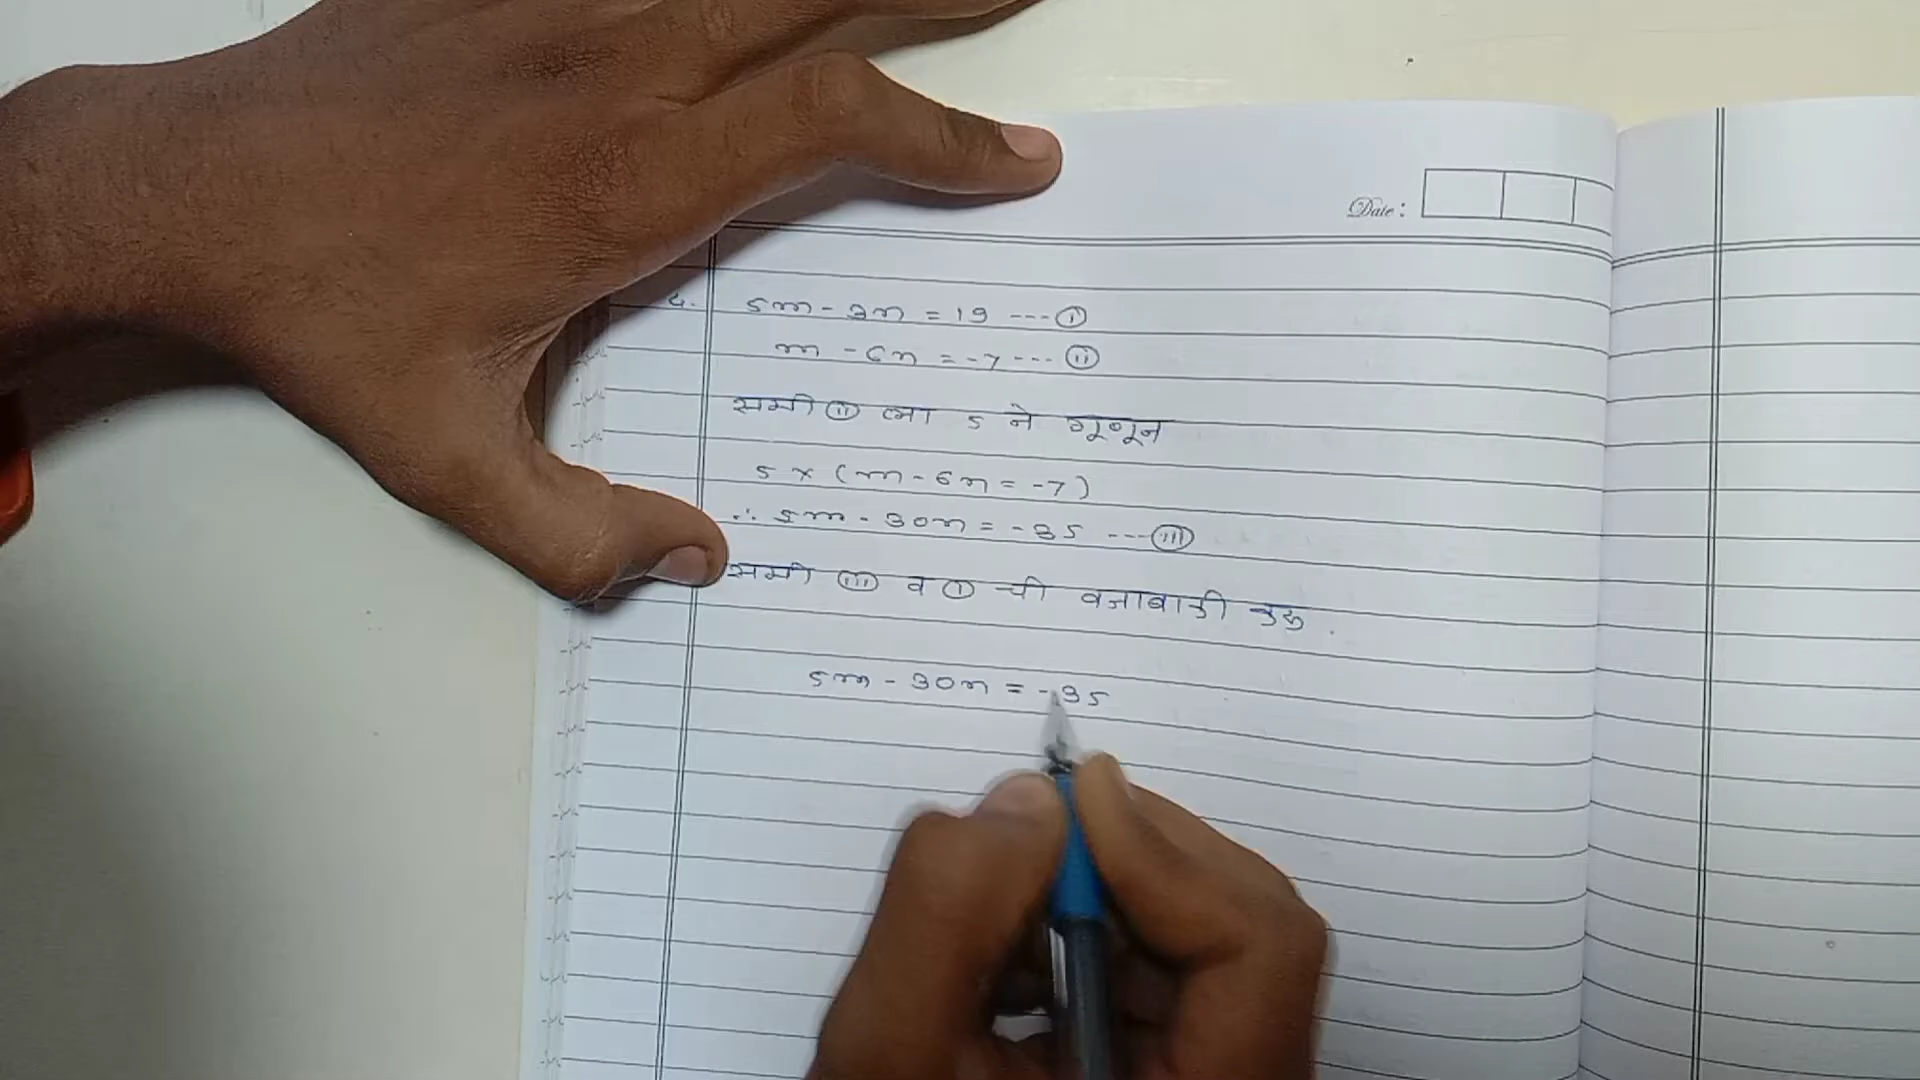 Date :
5m - 3n = 19 --- (i)
m - 6n = -7 --- (ii)
समी (ii) ला 5 ने गूणून
5 × (m - 6n = -7)
∴ 5m - 30n = -35 --- (iii)
समी (iii) व (i) ची वजाबाकी करू .
5m - 30n = -35